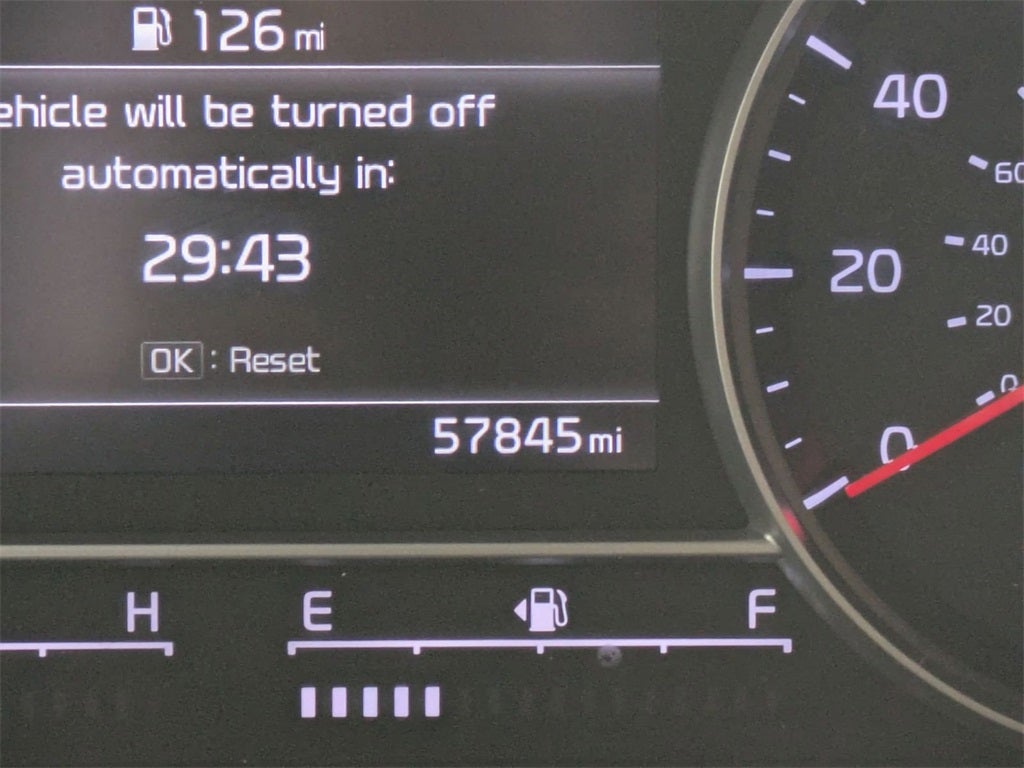 126 mi
ehicle will be turned off
automatically in:
29:43
OK : Reset
57845 mi
40
60
40
20
20
0
0
H
E
F